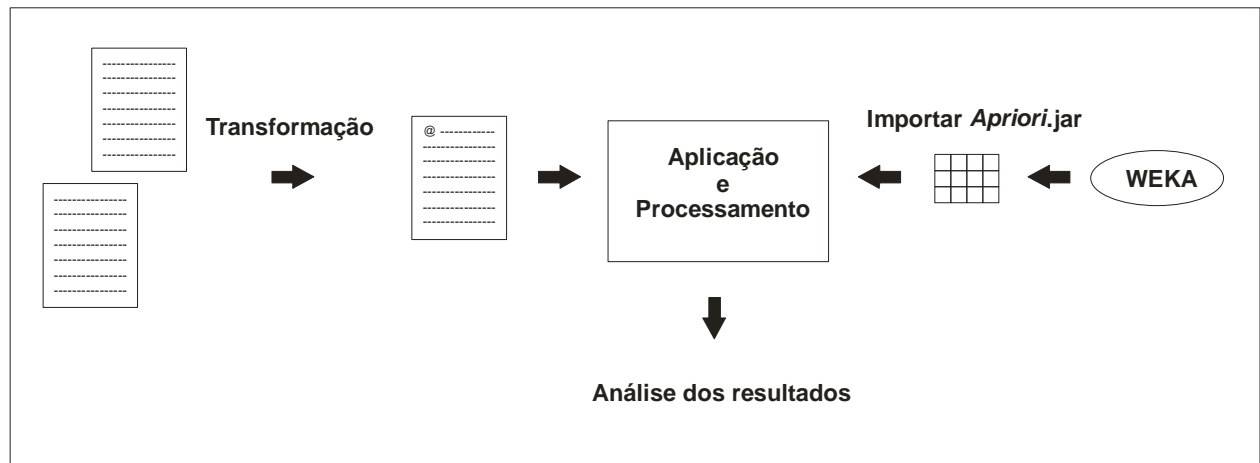 Transformação
@ ------------
Aplicação
e
Processamento
Importar Apriori.jar
WEKA
Análise dos resultados